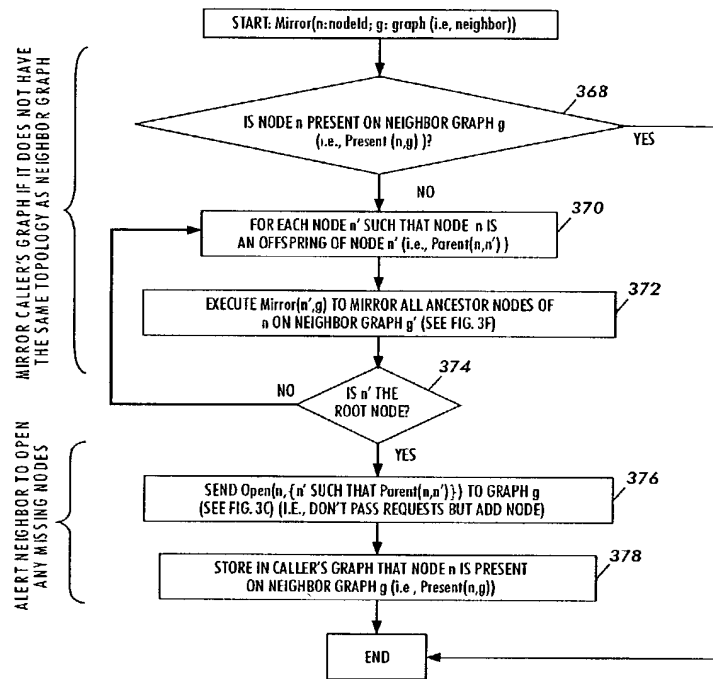 START: Mirror(n:nodeId; g: graph (i.e, neighbor))
368
IS NODE n PRESENT ON NEIGHBOR GRAPH g
(i.e., Present (n,g) )?
YES
NO
370
FOR EACH NODE n' SUCH THAT NODE n IS
AN OFFSPRING OF NODE n' (i.e., Parent(n,n') )
372
EXECUTE Mirror(n',g) TO MIRROR ALL ANCESTOR NODES OF
n ON NEIGHBOR GRAPH g' (SEE FIG. 3F)
374
NO
IS n' THE
ROOT NODE?
YES
376
SEND Open(n,{n' SUCH THAT Parent(n,n')}) TO GRAPH g
(SEE FIG. 3C) (I.E., DON'T PASS REQUESTS BUT ADD NODE)
378
STORE IN CALLER'S GRAPH THAT NODE n IS PRESENT
ON NEIGHBOR GRAPH g (i.e , Present(n,g))
END
MIRROR CALLER'S GRAPH IF IT DOES NOT HAVE
THE SAME TOPOLOGY AS NEIGHBOR GRAPH
ALERT NEIGHBOR TO OPEN
ANY MISSING NODES